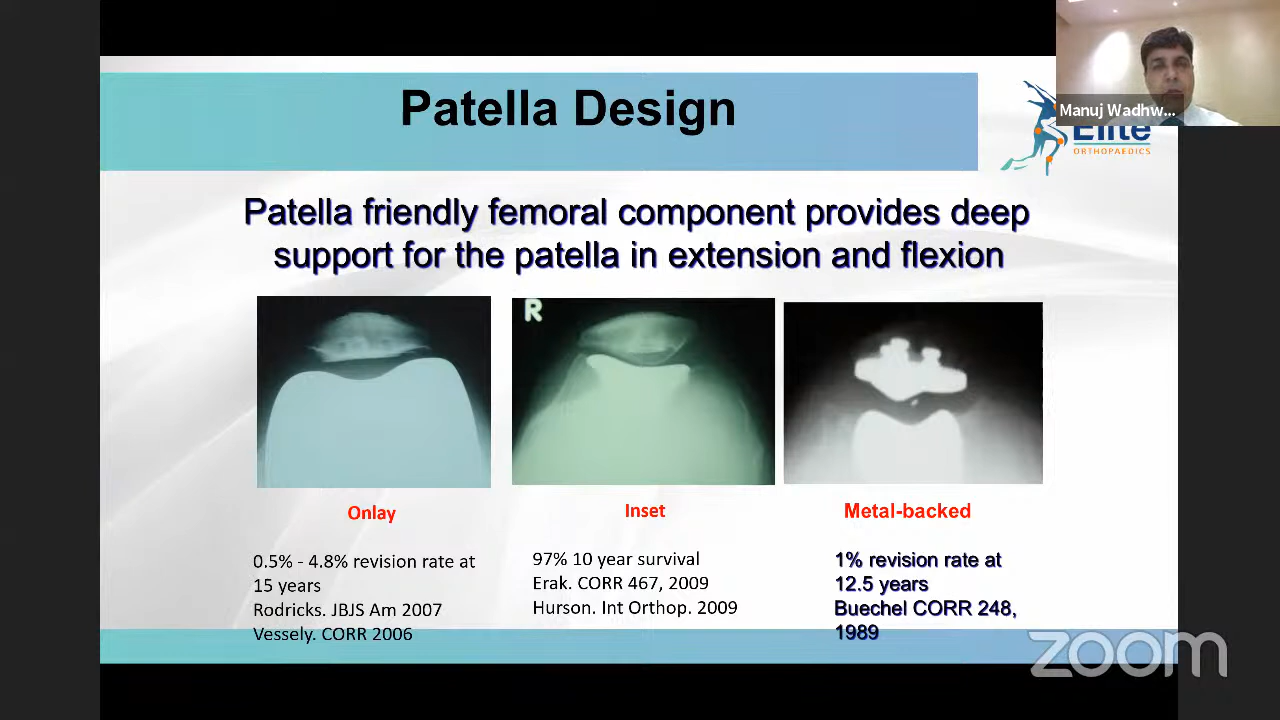 Patella Design
Manuj Wadhw...
Elite
ORTHOPAEDICS
Patella friendly femoral component provides deep
support for the patella in extension and flexion
R
Onlay
Inset
Metal-backed
0.5% - 4.8% revision rate at
15 years
Rodricks. JBJS Am 2007
Vessely. CORR 2006
97% 10 year survival
Erak. CORR 467, 2009
Hurson. Int Orthop. 2009
1% revision rate at
12.5 years
Buechel CORR 248,
1989
zoom